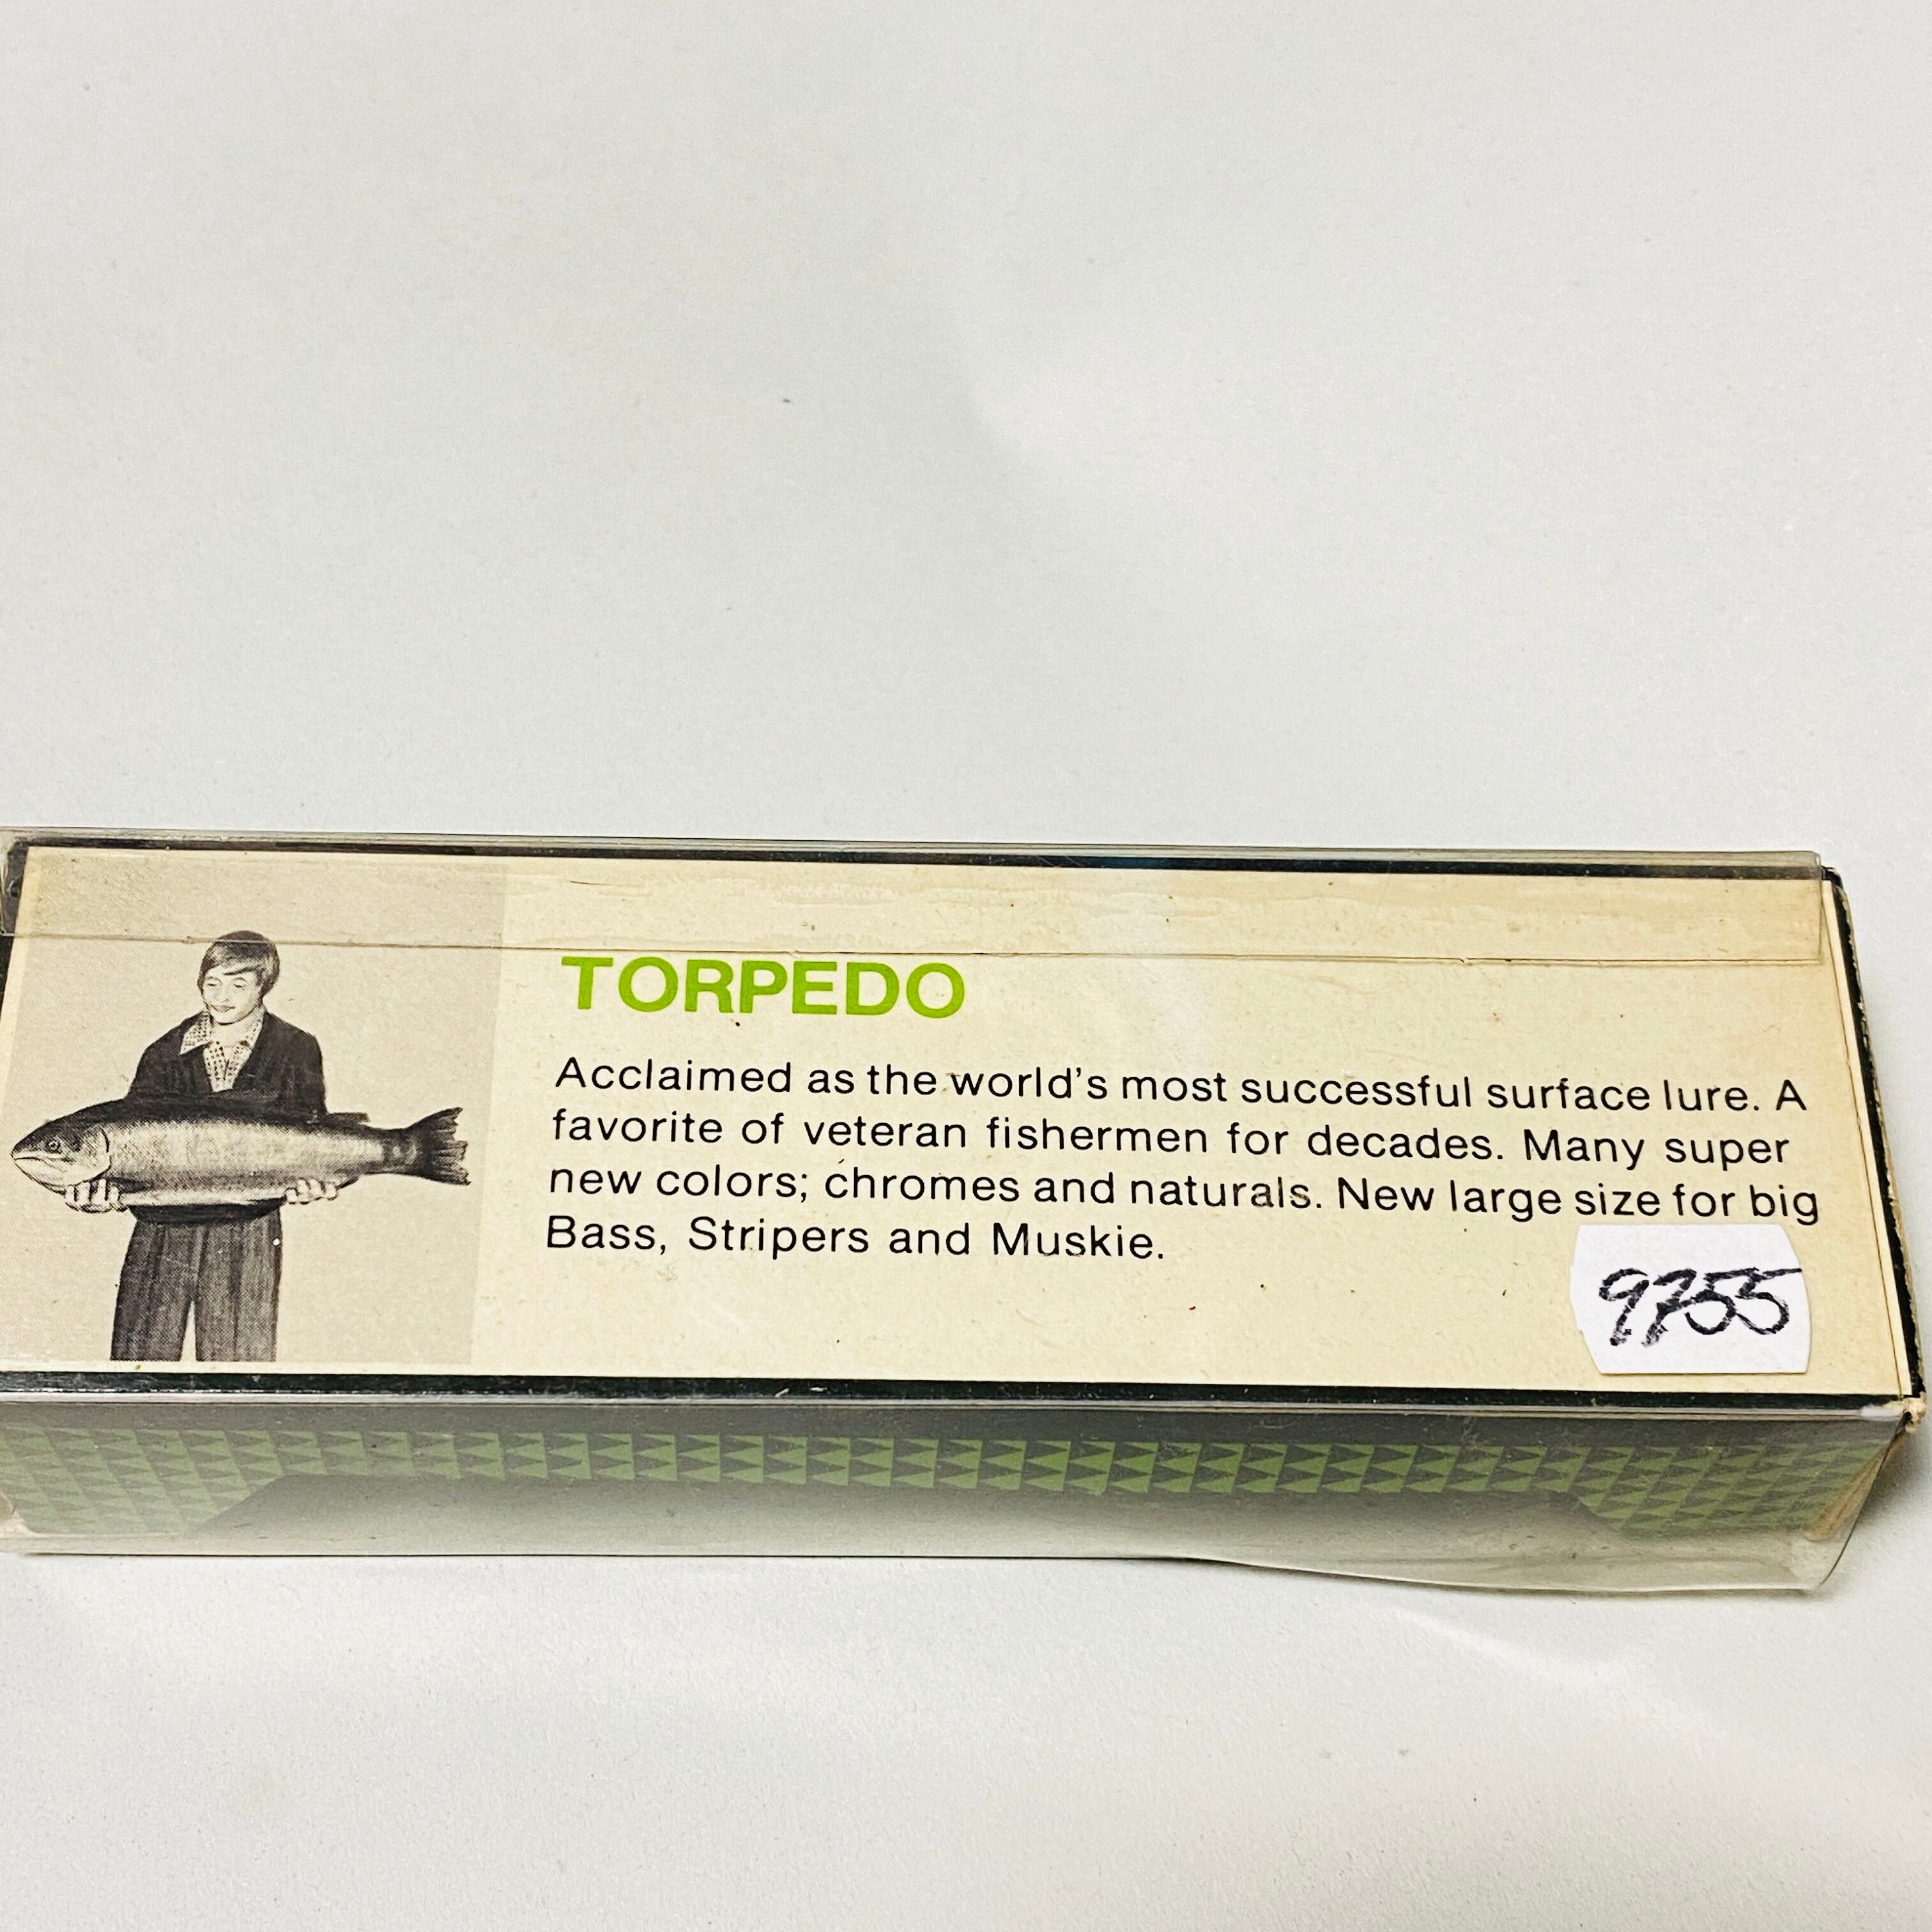 TORPEDO
Acclaimed as the world's most successful surface lure. A
favorite of veteran fishermen for decades. Many super
new colors; chromes and naturals. New large size for big
Bass, Stripers and Muskie.
9755